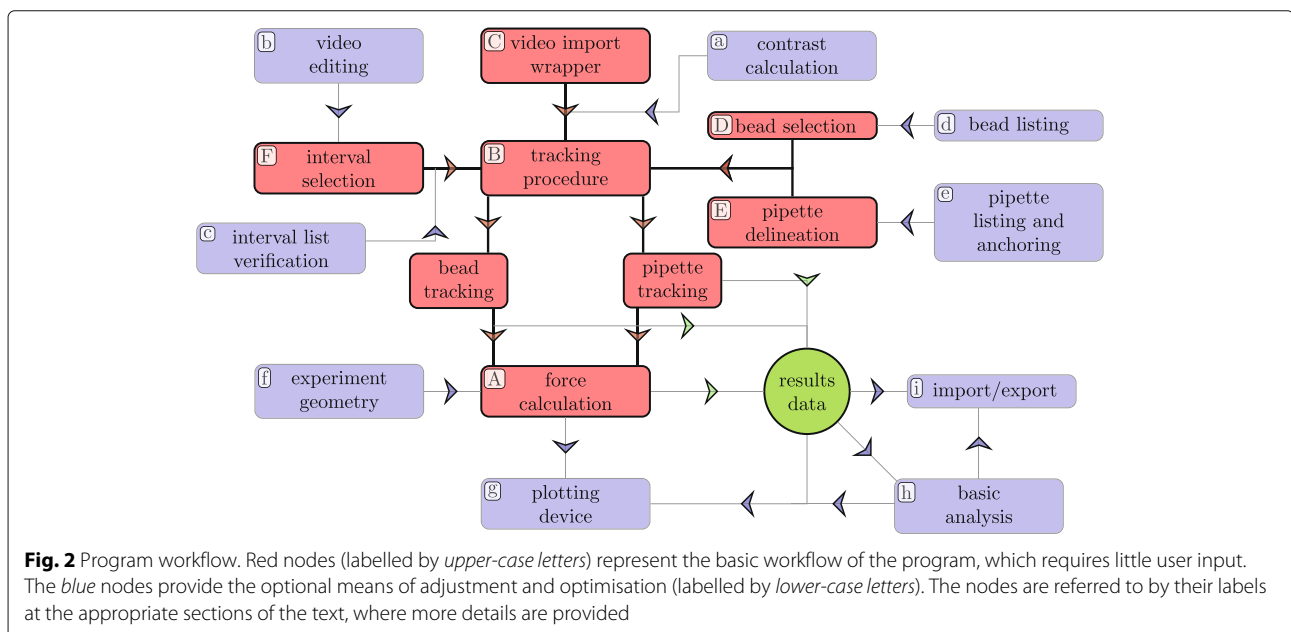 b video
editing
C video import
wrapper
a contrast
calculation
D bead selection
d bead listing
F interval
selection
B tracking
procedure
E pipette
delineation
e pipette
listing and
anchoring
c interval list
verification
bead
tracking
pipette
tracking
f experiment
geometry
A force
calculation
results
data
i import/export
g plotting
device
h basic
analysis
Fig. 2 Program workflow. Red nodes (labelled by upper-case letters) represent the basic workflow of the program, which requires little user input.
The blue nodes provide the optional means of adjustment and optimisation (labelled by lower-case letters). The nodes are referred to by their labels
at the appropriate sections of the text, where more details are provided